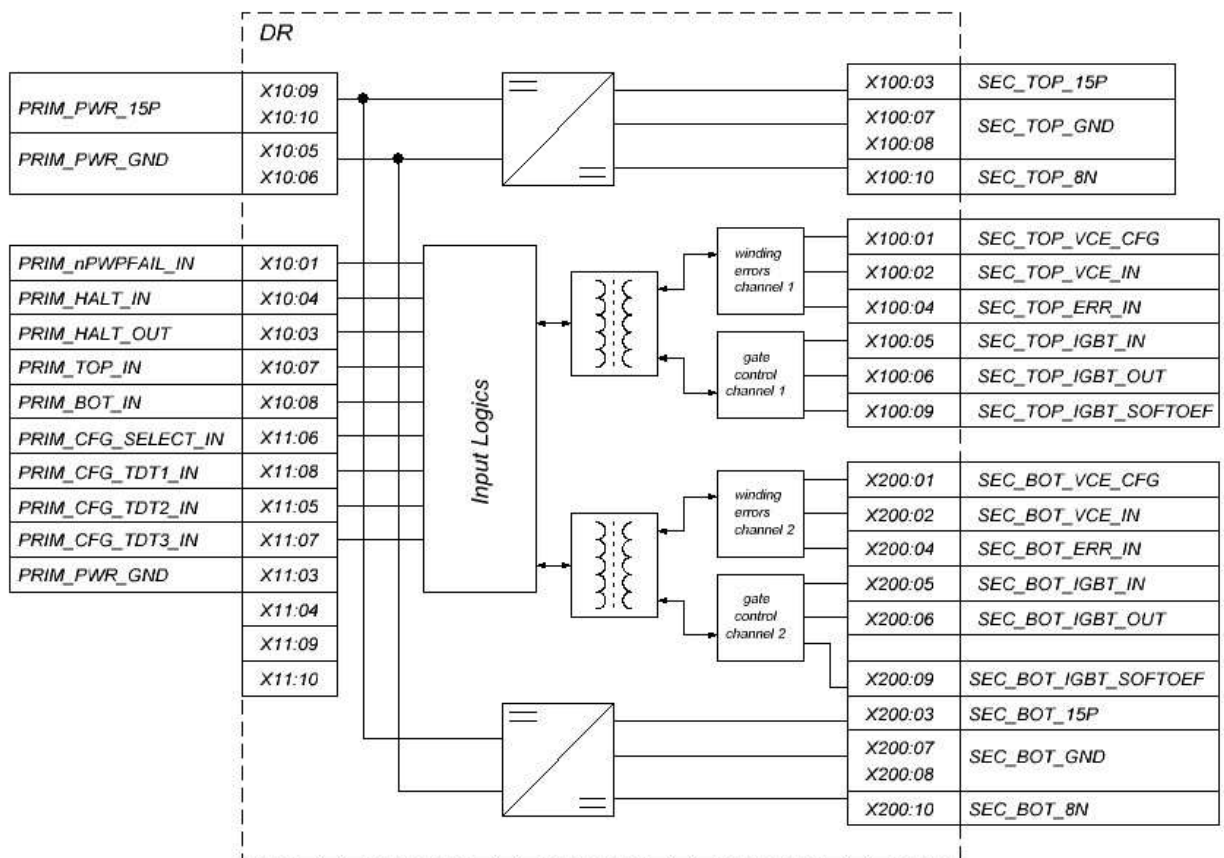 DR
PRIM_PWR_15P
X10:09
X10:10
PRIM_PWR_GND
X10:05
X10:06
X100:03 SEC_TOP_15P
X100:07
X100:08
SEC_TOP_GND
X100:10 SEC_TOP_8N
PRIM_nPWPFAIL_IN X10:01
PRIM_HALT_IN X10:04
PRIM_HALT_OUT X10:03
PRIM_TOP_IN X10:07
PRIM_BOT_IN X10:08
PRIM_CFG_SELECT_IN X11:06
PRIM_CFG_TDT1_IN X11:08
PRIM_CFG_TDT2_IN X11:05
PRIM_CFG_TDT3_IN X11:07
PRIM_PWR_GND X11:03
X11:04
X11:09
X11:10
Input Logics
winding
errors
channel 1
gate
control
channel 1
X100:01 SEC_TOP_VCE_CFG
X100:02 SEC_TOP_VCE_IN
X100:04 SEC_TOP_ERR_IN
X100:05 SEC_TOP_IGBT_IN
X100:06 SEC_TOP_IGBT_OUT
X100:09 SEC_TOP_IGBT_SOFTOEF
winding
errors
channel 2
gate
control
channel 2
X200:01 SEC_BOT_VCE_CFG
X200:02 SEC_BOT_VCE_IN
X200:04 SEC_BOT_ERR_IN
X200:05 SEC_BOT_IGBT_IN
X200:06 SEC_BOT_IGBT_OUT
X200:09 SEC_BOT_IGBT_SOFTOEF
X200:03 SEC_BOT_15P
X200:07
X200:08
SEC_BOT_GND
X200:10 SEC_BOT_8N